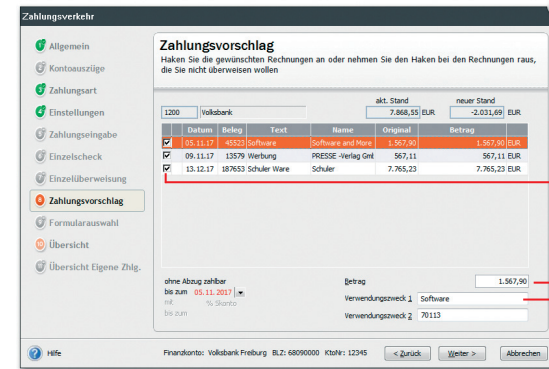 Zahlungsverkehr
Allgemein
Kontoauszüge
Zahlungsart
Einstellungen
Zahlungseingabe
Einzelscheck
Einzelüberweisung
Zahlungsvorschlag
Formularauswahl
Übersicht
Übersicht Eigene Zhlg.
Zahlungsvorschlag
Haken Sie die gewünschten Rechnungen an oder nehmen Sie den Haken bei den Rechnungen raus,
die Sie nicht überweisen wollen
akt. Stand neuer Stand
1200 Volksbank 7.868,55 EUR -2.031,69 EUR
Datum Beleg Text Name Original Betrag
05.11.17 45523 Software Software and More 1.567,90 1.567,90 EUR
09.11.17 13579 Werbung PRESSE -Verlag Gml 567,11 567,11 EUR
13.12.17 187653 Schuler Ware Schuler 7.765,23 7.765,23 EUR
ohne Abzug zahlbar
bis zum 05.11.2017
mit % Skonto
bis zum
Betrag 1.567,90
Verwendungszweck 1 Software
Verwendungszweck 2 70113
Hilfe
Finanzkonto: Volksbank Freiburg BLZ: 68090000 KtoNr: 12345
< Zurück Weiter > Abbrechen